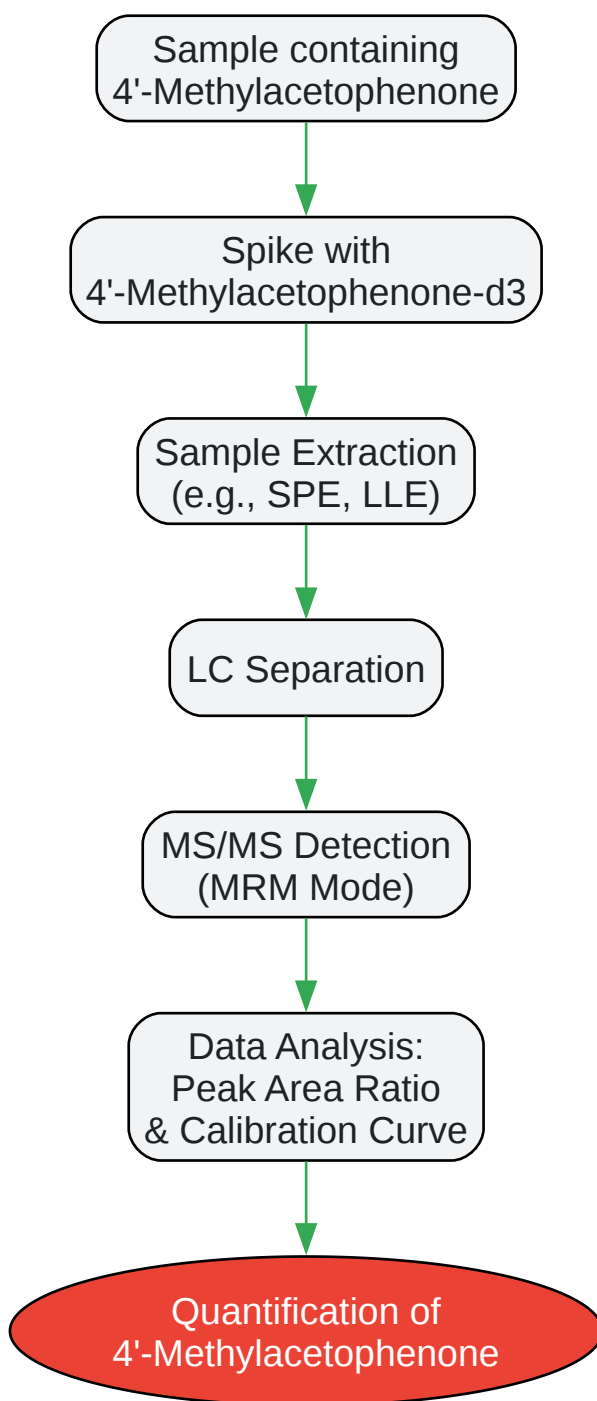 Sample containing
4'-Methylacetophenone
Spike with
4'-Methylacetophenone-d3
Sample Extraction
(e.g., SPE, LLE)
LC Separation
MS/MS Detection
(MRM Mode)
Data Analysis:
Peak Area Ratio
& Calibration Curve
Quantification of
4'-Methylacetophenone